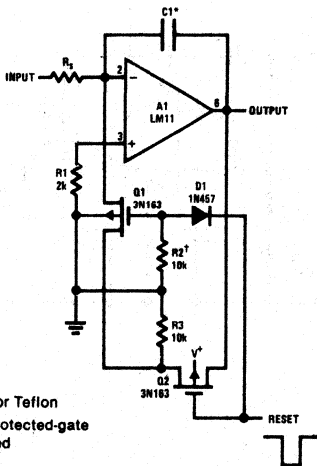 C1*
Rs
INPUT
2
−
A1
LM11
6
OUTPUT
3
+
R1
2k
Q1
3N163
D1
1N457
R2†
10k
R3
10k
V+
Q2
3N163
RESET
or Teflon
otected-gate
ed